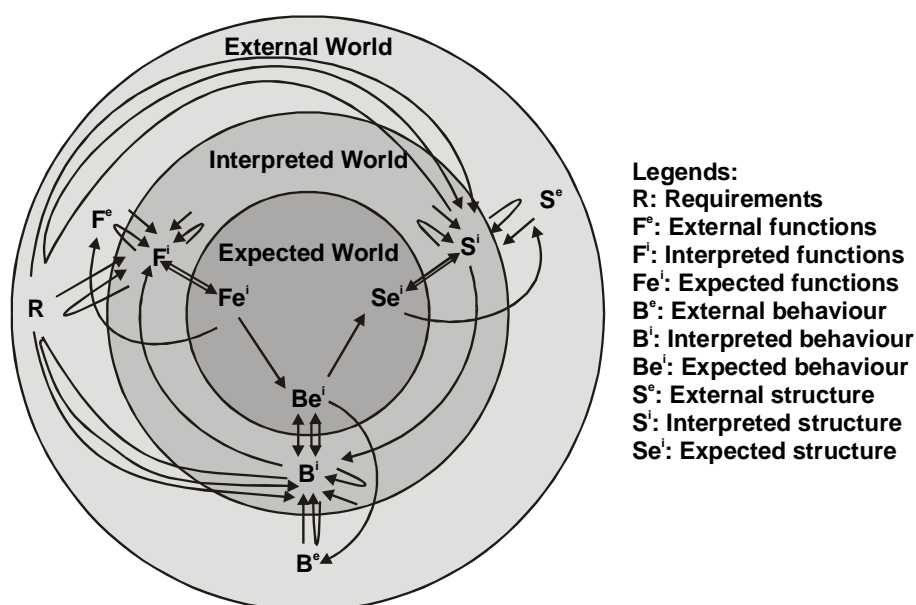 External World
Interpreted World
Expected World
Fᵉ
Sᵉ
Fⁱ
Sⁱ
R
Feⁱ
Seⁱ
Beⁱ
Bⁱ
Bᵉ
Legends:
R: Requirements
Fᵉ: External functions
Fⁱ: Interpreted functions
Feⁱ: Expected functions
Bᵉ: External behaviour
Bⁱ: Interpreted behaviour
Beⁱ: Expected behaviour
Sᵉ: External structure
Sⁱ: Interpreted structure
Seⁱ: Expected structure